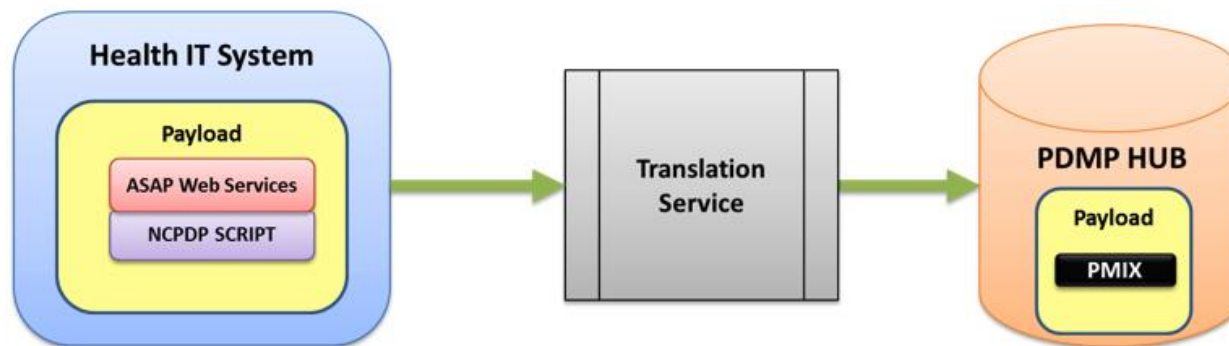 Health IT System
Payload
ASAP Web Services
NCPDP SCRIPT
Translation
Service
PDMP HUB
Payload
PMIX